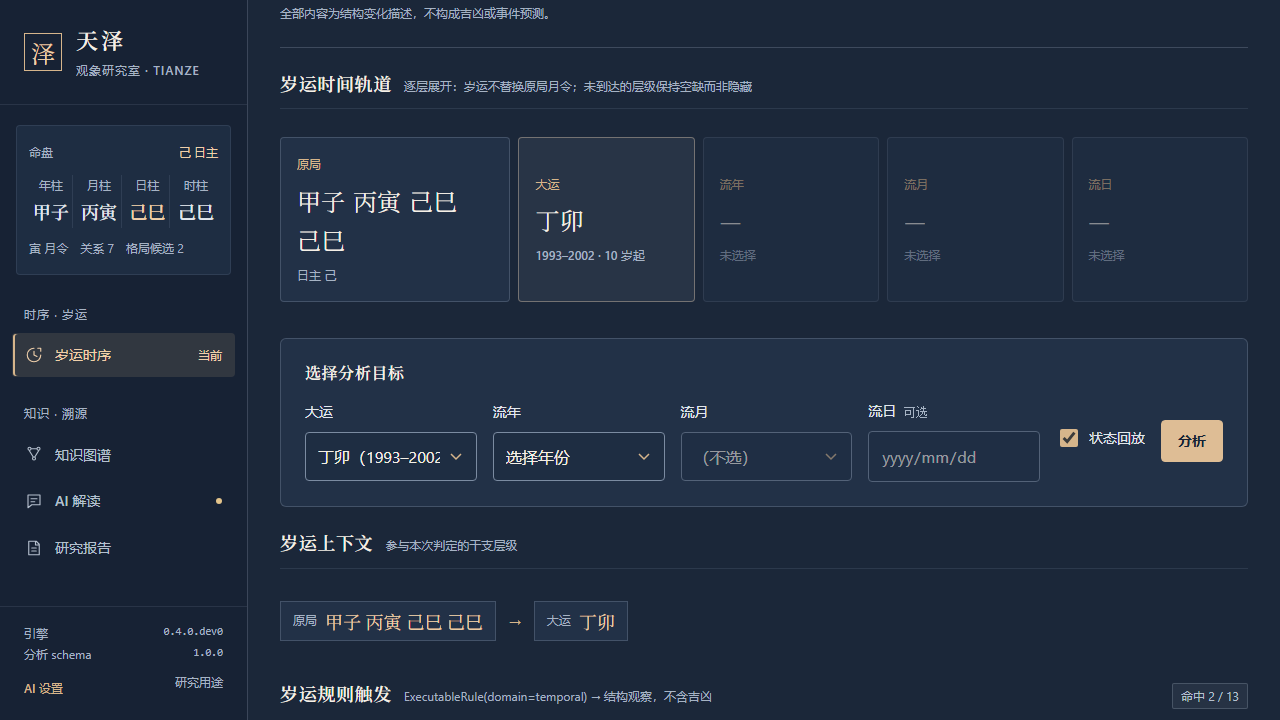 泽
天泽
观象研究室 · TIANZE
命盘 己 日主
年柱 月柱 日柱 时柱
甲子 丙寅 己巳 己巳
寅 月令 关系 7 格局候选 2
时序 · 岁运
岁运时序 当前
知识 · 溯源
知识图谱
AI 解读
研究报告
引擎 0.4.0.dev0
分析 schema 1.0.0
AI 设置 研究用途
全部内容为结构变化描述，不构成吉凶或事件预测。
岁运时间轨道 逐层展开：岁运不替换原局月令；未到达的层级保持空缺而非隐藏
原局
甲子 丙寅 己巳
己巳
日主 己
大运
丁卯
1993–2002 · 10 岁起
流年
—
未选择
流月
—
未选择
流日
—
未选择
选择分析目标
大运 流年 流月 流日 可选
丁卯（1993–2002 选择年份 （不选） yyyy/mm/dd 状态回放 分析
岁运上下文 参与本次判定的干支层级
原局 甲子 丙寅 己巳 己巳 → 大运 丁卯
岁运规则触发 ExecutableRule(domain=temporal) → 结构观察，不含吉凶 命中 2 / 13